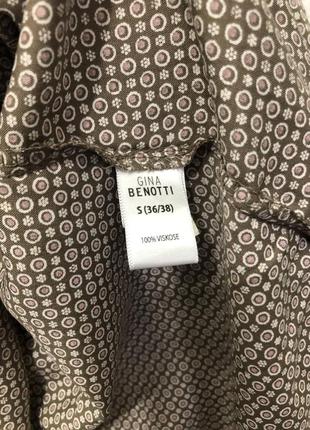 GINA
BENOTTI
S (36/38)
100% VISKOSE